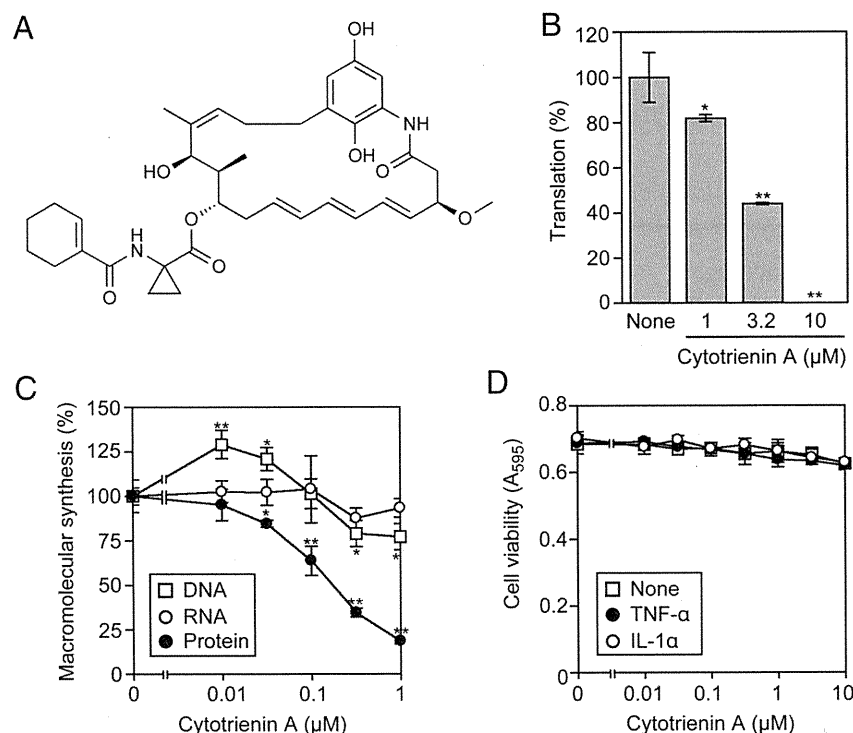 A
OH
NH
OH
O
HO
O
O
H
N
O
O
B
Translation (%)
120
100
80
60
40
20
0
*
**
**
None 1 3.2 10
Cytotrienin A (µM)
C
Macromolecular synthesis (%)
150
125
100
75
50
25
0
**
*
*
**
*
**
*
**
DNA
RNA
Protein
0 0.01 0.1 1
Cytotrienin A (µM)
D
Cell viability (A595)
0.8
0.6
0.4
0.6
0
None
TNF-α
IL-1α
0 0.01 0.1 1 10
Cytotrienin A (µM)